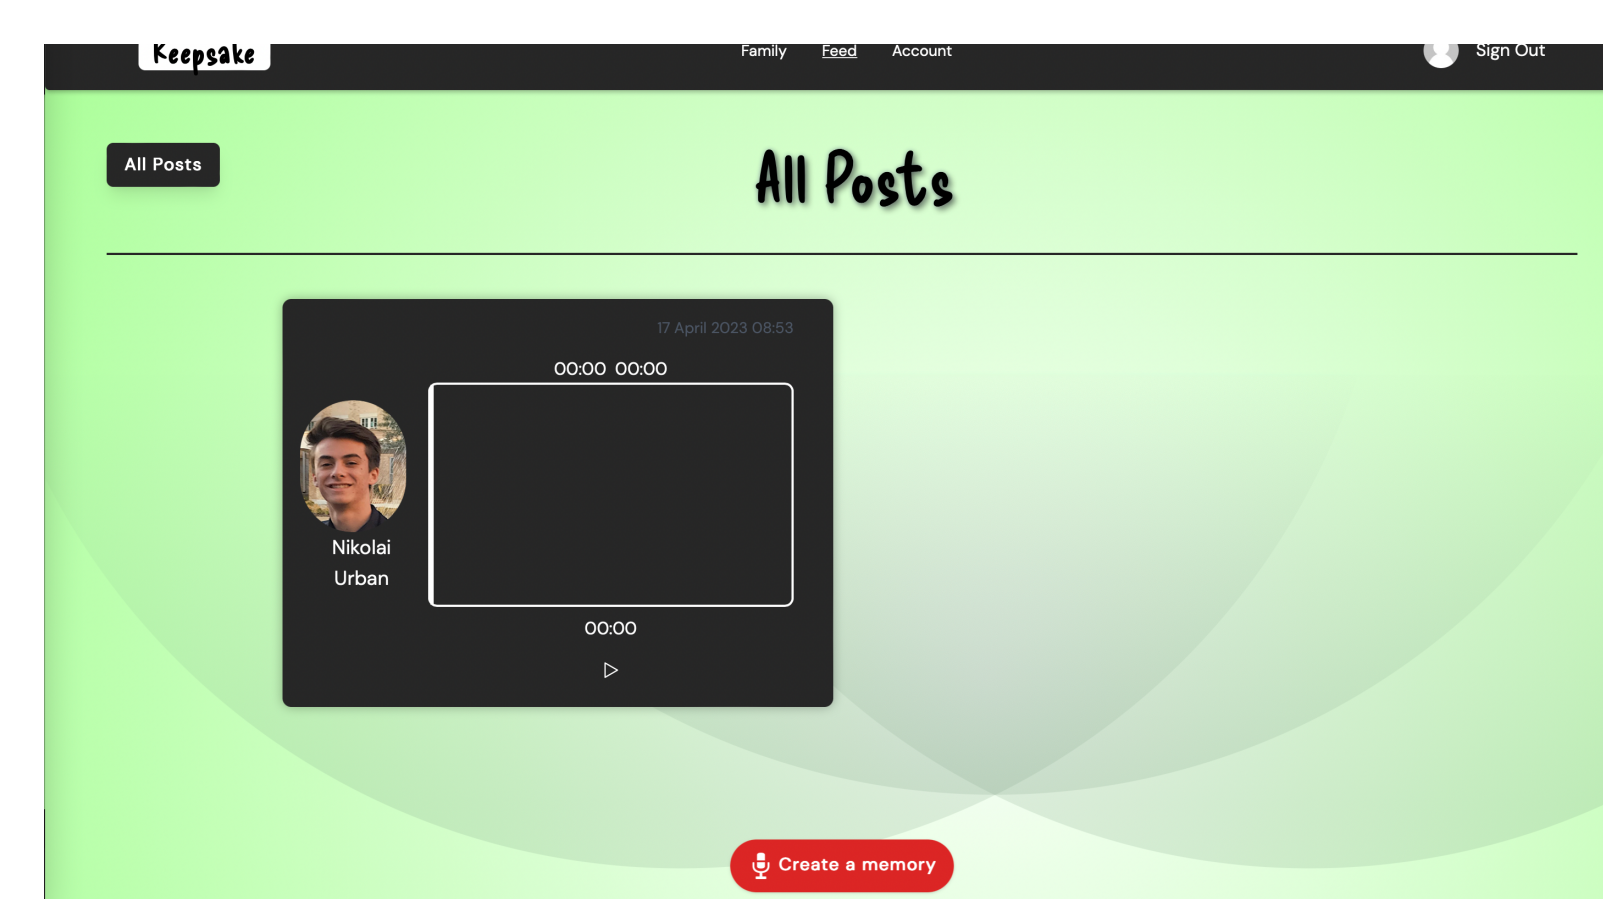 Keepsake
Family Feed Account
Sign Out
All Posts
All Posts
17 April 2023 08:53
00:00 00:00
Nikolai
Urban
00:00
Create a memory